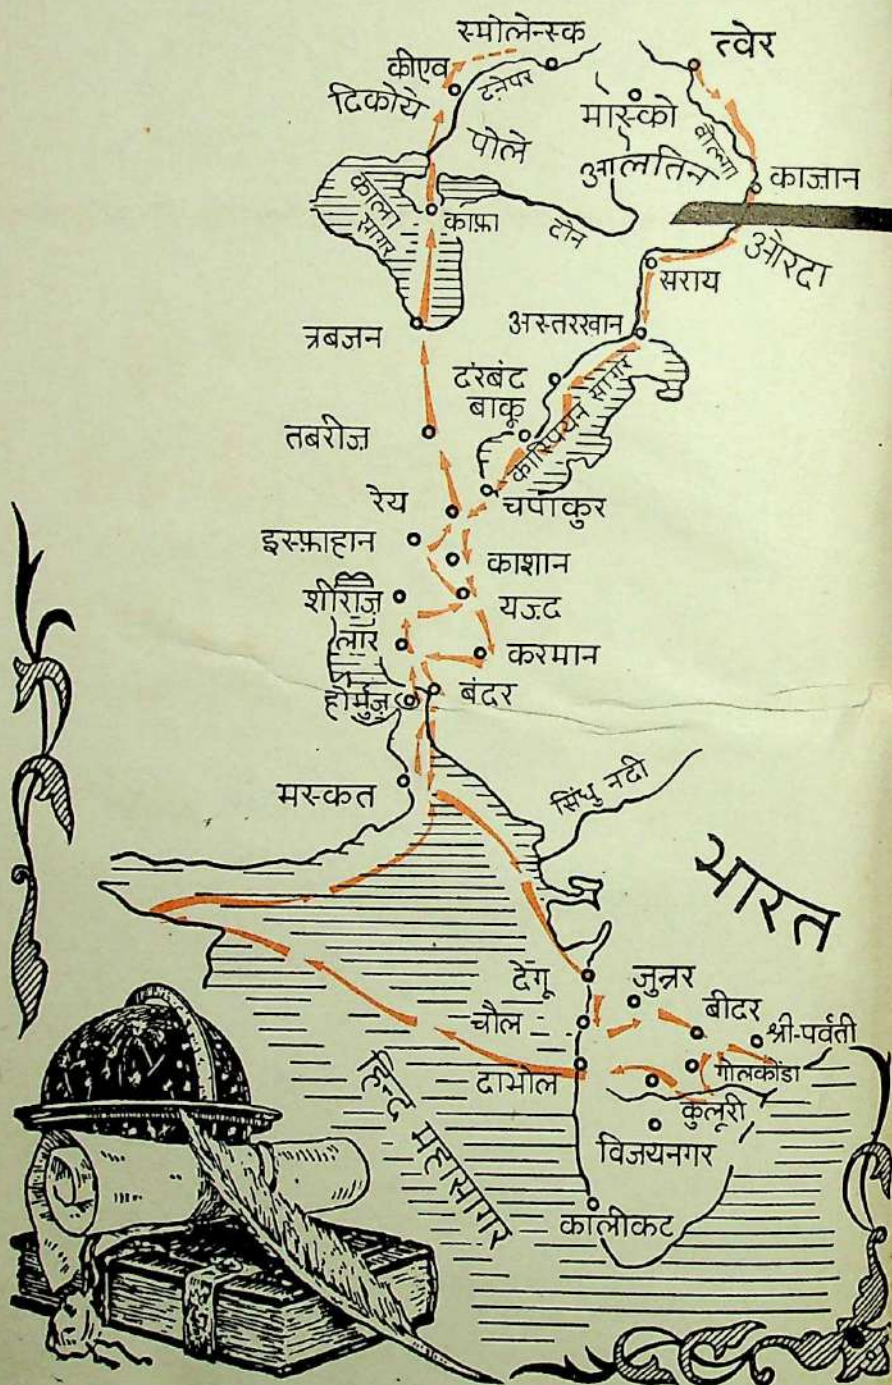 स्मोलेन्स्क
त्वेर
कीएव
द्नेपर
दिकोये
मोस्को
पोले
वोल्गा
आलतिन
काज़ान
काला
सागर
काफ़ा
दोन
औरदा
सराय
त्रबजन
अस्तरखान
दरबंद
बाकू
कास्पियन सागर
तबरीज़
रेय
चपाकुर
इस्फ़ाहान
काशान
शीराज़
यज़्द
लार
करमान
होर्मुज़
बंदर
मस्कत
सिंधु नदी
भारत
देगू
जुन्नर
बीदर
चौल
श्री-पर्वती
दाभोल
गोलकोंडा
कुलूरी
हिन्द महासागर
विजयनगर
कालीकट